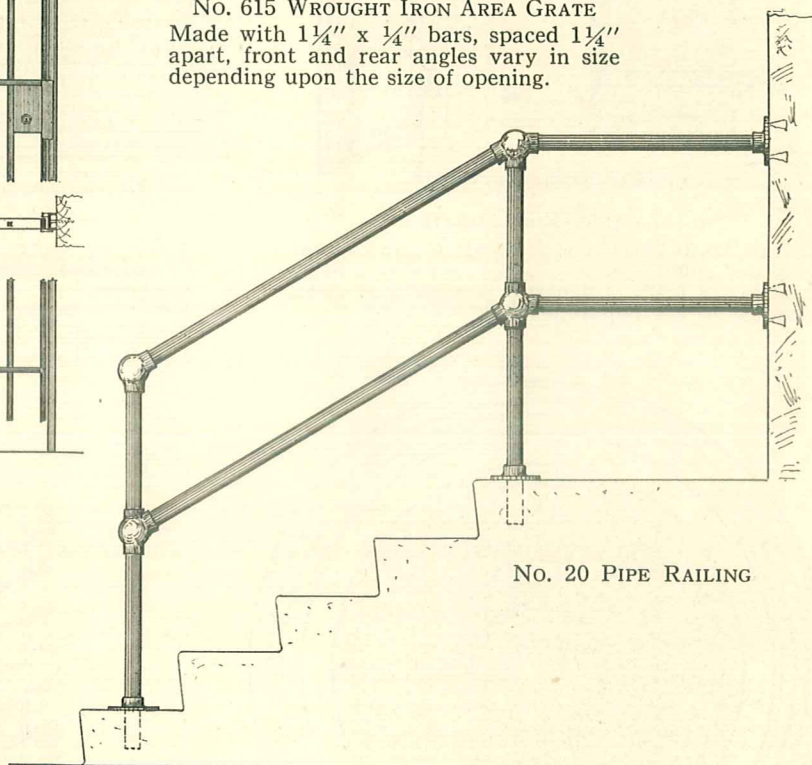 No. 615 Wrought Iron Area Grate
Made with 1¼″ x ¼″ bars, spaced 1¼″
apart, front and rear angles vary in size
depending upon the size of opening.
No. 20 Pipe Railing